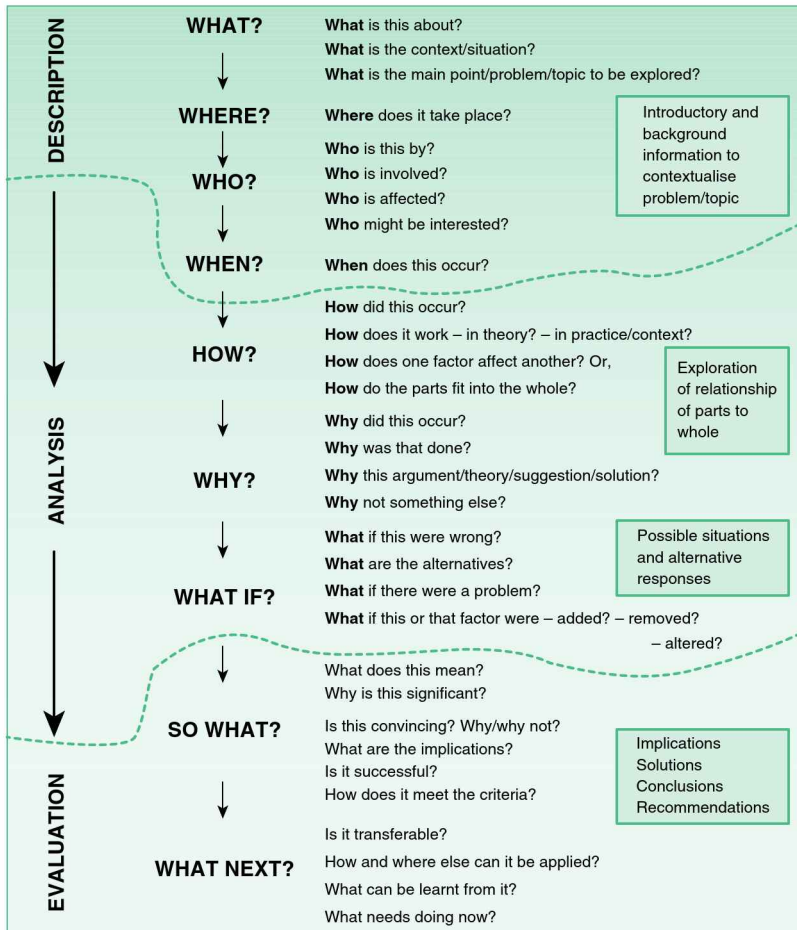 DESCRIPTION
WHAT?
What is this about?
What is the context/situation?
What is the main point/problem/topic to be explored?
WHERE?
Where does it take place?
Introductory and
background
information to
contextualise
problem/topic
WHO?
Who is this by?
Who is involved?
Who is affected?
Who might be interested?
WHEN?
When does this occur?
ANALYSIS
HOW?
How did this occur?
How does it work – in theory? – in practice/context?
How does one factor affect another? Or,
How do the parts fit into the whole?
Exploration
of relationship
of parts to
whole
WHY?
Why did this occur?
Why was that done?
Why this argument/theory/suggestion/solution?
Why not something else?
WHAT IF?
What if this were wrong?
What are the alternatives?
What if there were a problem?
What if this or that factor were – added? – removed?
– altered?
Possible situations
and alternative
responses
EVALUATION
SO WHAT?
What does this mean?
Why is this significant?
Is this convincing? Why/why not?
What are the implications?
Is it successful?
How does it meet the criteria?
Implications
Solutions
Conclusions
Recommendations
WHAT NEXT?
Is it transferable?
How and where else can it be applied?
What can be learnt from it?
What needs doing now?